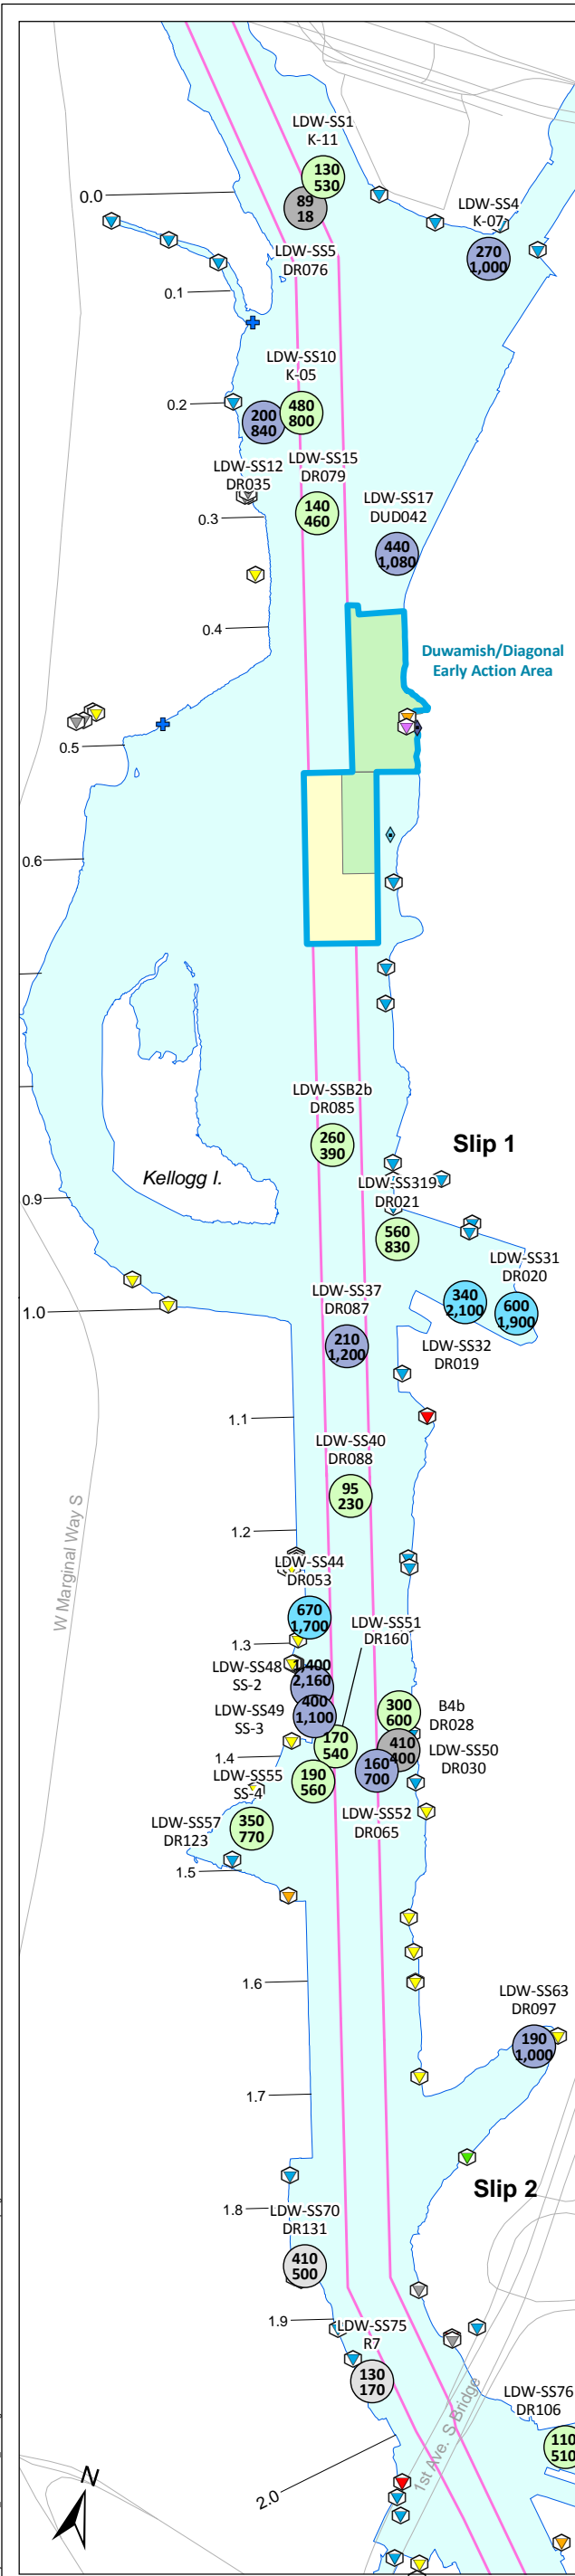 LDW-SS1
K-11
130
530
0.0
89
18
LDW-SS4
K-07
270
1,000
LDW-SS5
DR076
0.1
LDW-SS10
K-05
0.2
200
840
480
800
LDW-SS12
DR035
LDW-SS15
DR079
140
460
0.3
LDW-SS17
DUD042
440
1,080
0.4
Duwamish/Diagonal
Early Action Area
0.5
0.6
LDW-SSB2b
DR085
260
390
Slip 1
Kellogg I.
0.9
LDW-SS319
DR021
560
830
LDW-SS31
DR020
340
2,100
600
1,900
LDW-SS37
DR087
210
1,200
1.0
LDW-SS32
DR019
1.1
LDW-SS40
DR088
95
230
W Marginal Way S
1.2
LDW-SS44
DR053
670
1,700
LDW-SS51
DR160
1.3
LDW-SS48
SS-2
1,400
2,160
LDW-SS49
SS-3
400
1,100
300
600
B4b
DR028
170
540
410
400
LDW-SS50
DR030
1.4
160
700
LDW-SS55
SS-4
190
560
LDW-SS52
DR065
LDW-SS57
DR123
350
770
1.5
1.6
LDW-SS63
DR097
190
1,000
1.7
Slip 2
1.8
LDW-SS70
DR131
410
500
1.9
LDW-SS75
R7
130
170
1st Ave. S Bridge
LDW-SS76
DR106
110
510
N
2.0